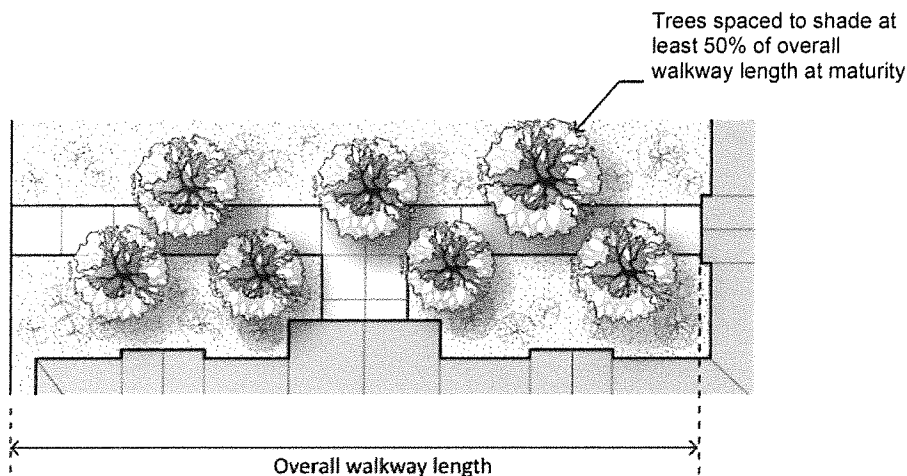 Trees spaced to shade at
least 50% of overall
walkway length at maturity
Overall walkway length